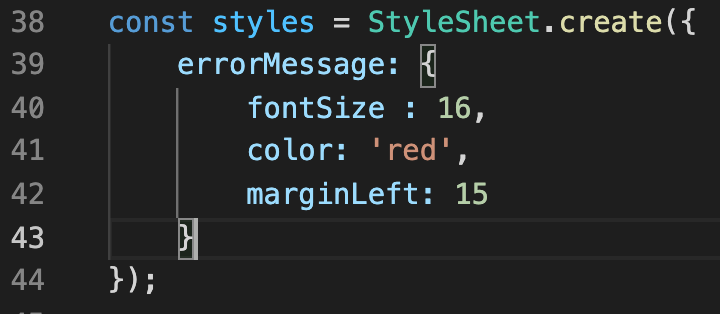 38 const styles = StyleSheet.create({
39 errorMessage: {
40 fontSize : 16,
41 color: 'red',
42 marginLeft: 15
43 }
44 });